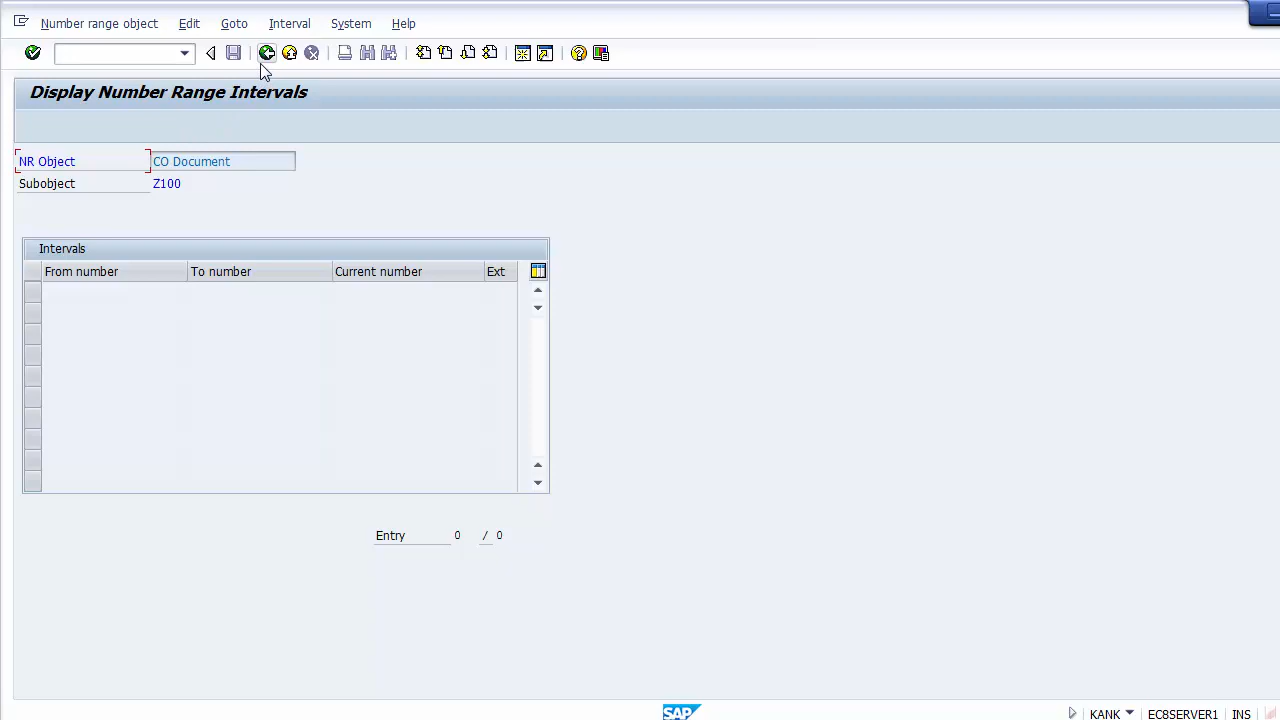 Number range object Edit Goto Interval System Help
Display Number Range Intervals
NR Object CO Document
Subobject Z100
Intervals
From number To number Current number Ext
Entry 0 / 0
SAP KANK EC8SERVER1 INS